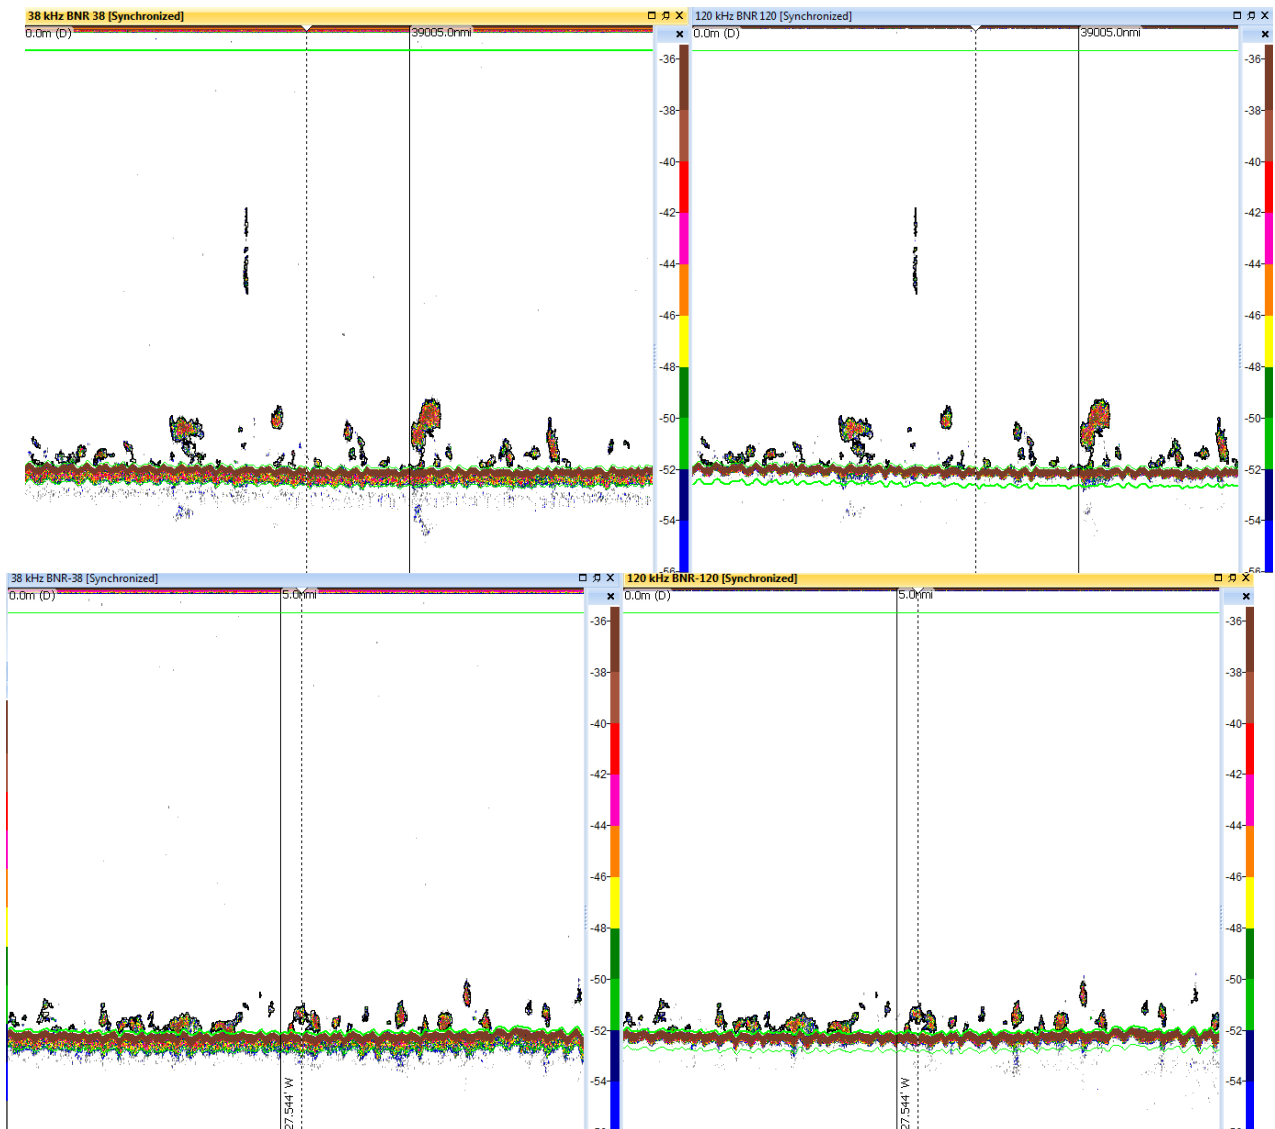 38 kHz BNR 38 [Synchronized]
120 kHz BNR 120 [Synchronized]
0.0m (D)
39005.0nmi
0.0m (D)
39005.0nmi
-36
-38
-40
-42
-44
-46
-48
-50
-52
-54
-36
-38
-40
-42
-44
-46
-48
-50
-52
-54
38 kHz BNR-38 [Synchronized]
120 kHz BNR-120 [Synchronized]
0.0m (D)
5.0nmi
0.0m (D)
5.0nmi
-36
-38
-40
-42
-44
-46
-48
-50
-52
-54
-36
-38
-40
-42
-44
-46
-48
-50
-52
-54
27.544' W
27.544' W